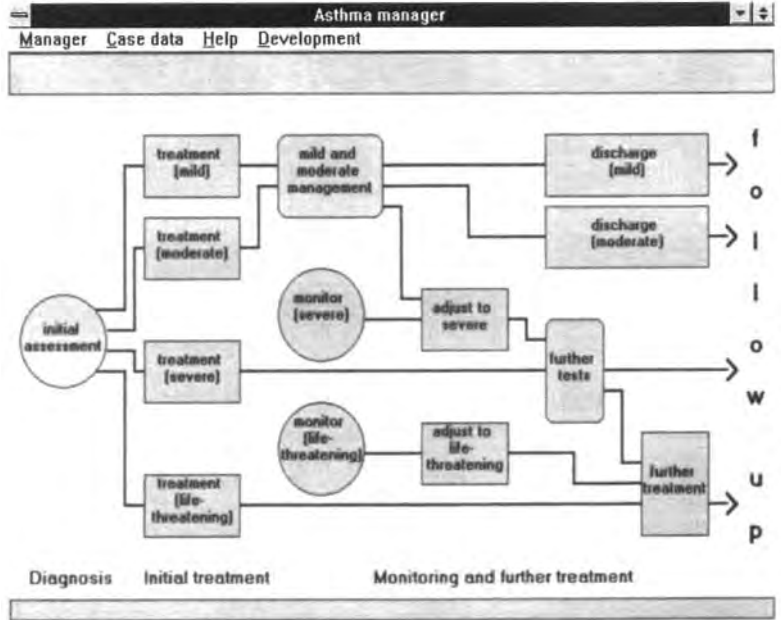 Asthma manager
Manager Case data Help Development
treatment
(mild)
mild and
moderate
management
discharge
(mild)
treatment
(moderate)
discharge
(moderate)
initial
assessment
monitor
(severe)
adjust to
severe
treatment
(severe)
further
tests
monitor
(life-
threatening)
adjust to
life-
threatening
treatment
(life-
threatening)
further
treatment
f
o
l
l
o
w
u
p
Diagnosis Initial treatment Monitoring and further treatment